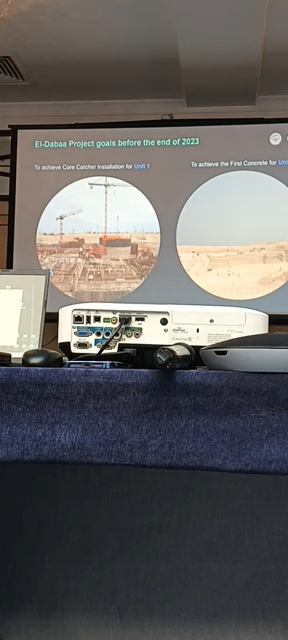 El-Dabaa Project goals before the end of 2023
To achieve Core Catcher installation for Unit 1
To achieve the First Concrete for Unit